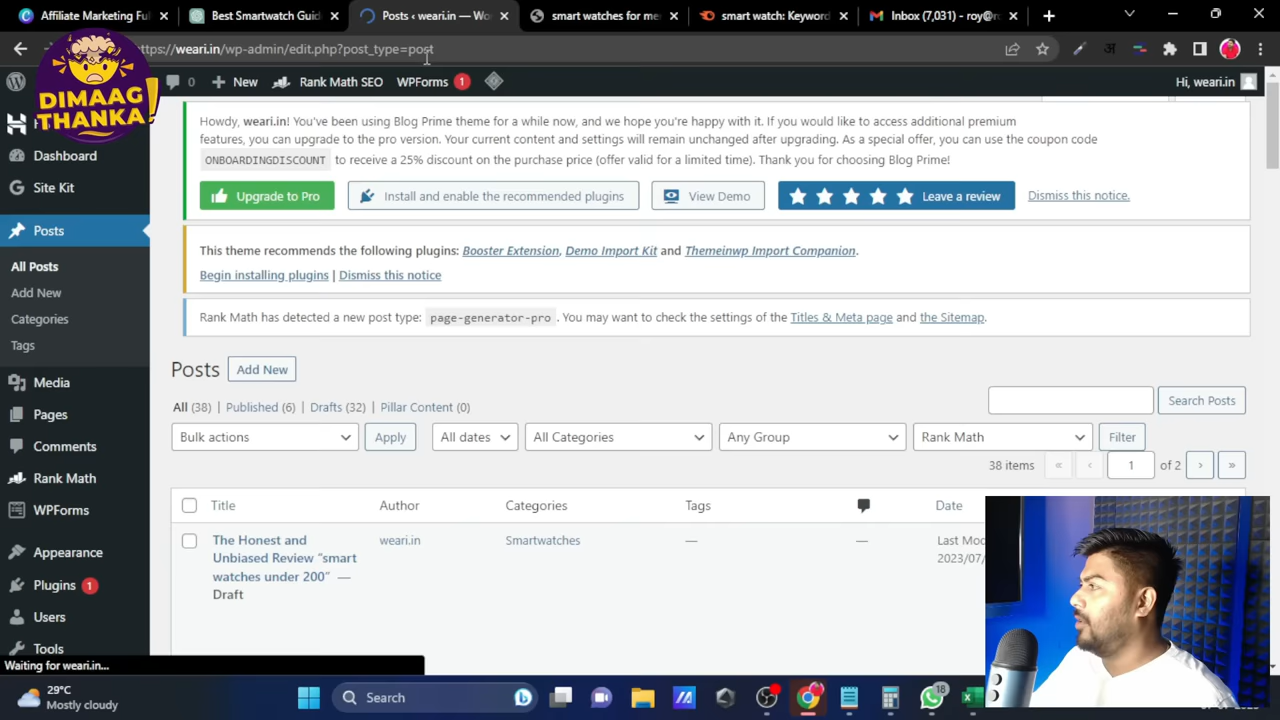 Affiliate Marketing Ful
Best Smartwatch Guid
Posts ‹ weari.in — Wo
smart watches for me
smart watch: Keyword
Inbox (7,031) - roy@r
https://weari.in/wp-admin/edit.php?post_type=post
DIMAAG
THANKA!
0
New
Rank Math SEO
WPForms
1
Hi, weari.in
Howdy, weari.in! You've been using Blog Prime theme for a while now, and we hope you're happy with it. If you would like to access additional premium
features, you can upgrade to the pro version. Your current content and settings will remain unchanged after upgrading. As a special offer, you can use the coupon
code
ONBOARDINGDISCOUNT to receive a 25% discount on the purchase price (offer valid for a limited time). Thank you for choosing Blog Prime!
Upgrade to Pro
Install and enable the recommended plugins
View Demo
Leave a review
Dismiss this notice.
This theme recommends the following plugins: Booster Extension, Demo Import Kit and Themeinwp Import Companion.
Begin installing plugins | Dismiss this notice
Rank Math has detected a new post type: page-generator-pro. You may want to check the settings of the Titles & Meta page and the Sitemap.
Dashboard
Site Kit
Posts
All Posts
Add New
Categories
Tags
Media
Pages
Comments
Rank Math
WPForms
Appearance
Plugins 1
Users
Tools
Posts
Add New
All (38) | Published (6) | Drafts (32) | Pillar Content (0)
Search Posts
Bulk actions
Apply
All dates
All Categories
Any Group
Rank Math
Filter
38 items « ‹ 1 of 2 › »
Title
Author
Categories
Tags
Date
The Honest and
Unbiased Review “smart
watches under 200” —
Draft
weari.in
Smartwatches
—
—
Last Mod
2023/07/
Waiting for weari.in...
29°C
Mostly cloudy
Search